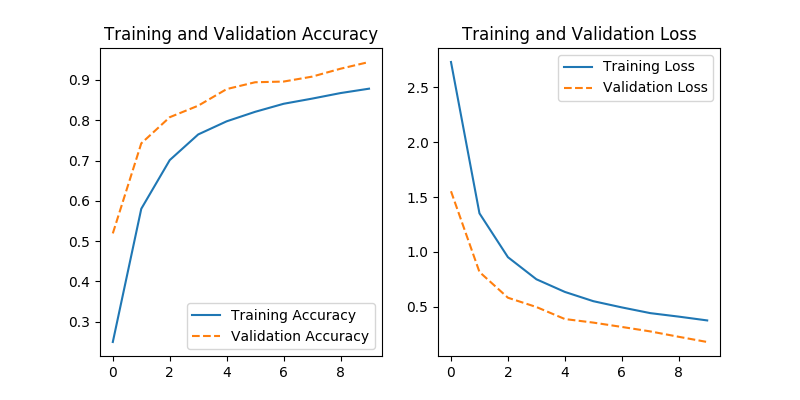 Training and Validation Accuracy
0.9
0.8
0.7
0.6
0.5
0.4
0.3
Training Accuracy
Validation Accuracy
0 2 4 6 8
Training and Validation Loss
Training Loss
Validation Loss
2.5
2.0
1.5
1.0
0.5
0 2 4 6 8